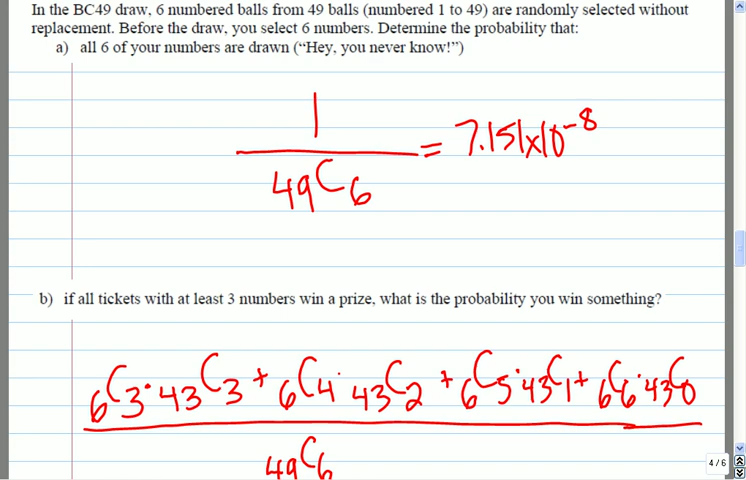 In the BC49 draw, 6 numbered balls from 49 balls (numbered 1 to 49) are randomly selected without
replacement. Before the draw, you select 6 numbers. Determine the probability that:
a) all 6 of your numbers are drawn ("Hey, you never know!")
1
= 7.151x10^-8
49C6
b) if all tickets with at least 3 numbers win a prize, what is the probability you win something?
6C3·43C3 + 6C4·43C2 + 6C5·43C1 + 6C6·43C0
49C6
4/6